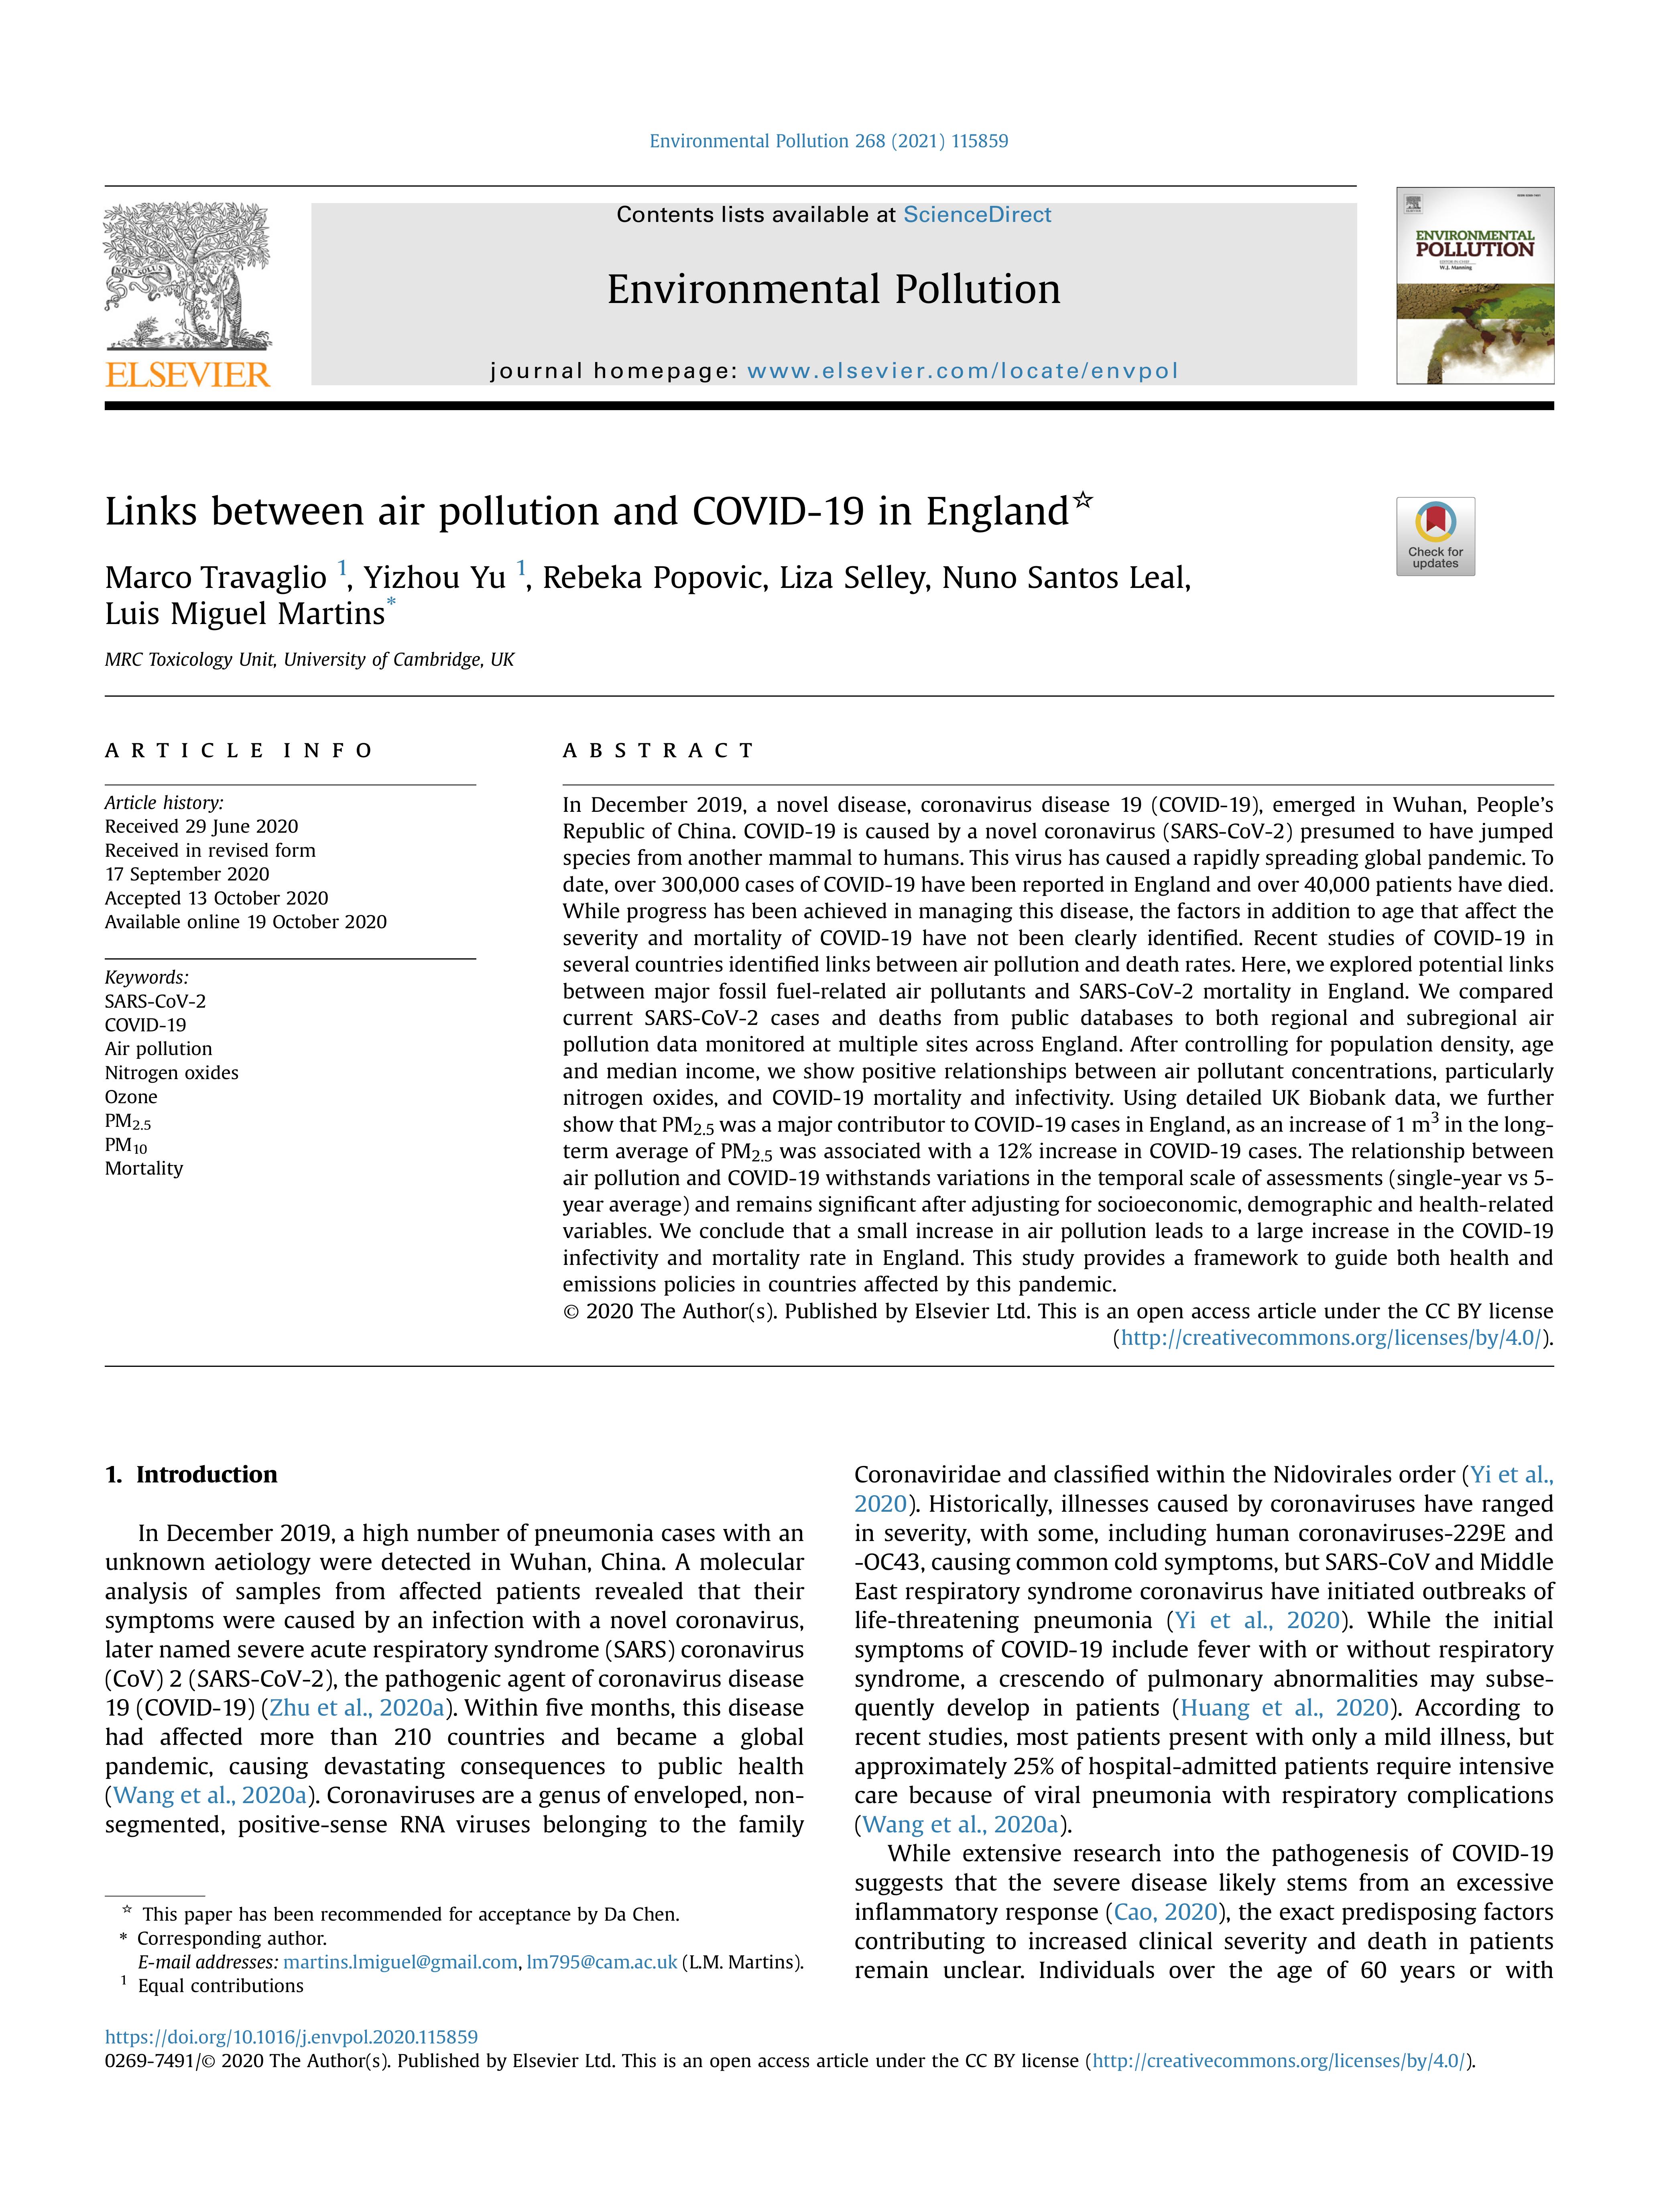 Environmental Pollution 268 (2021) 115859
Contents lists available at ScienceDirect
Environmental Pollution
journal homepage: www.elsevier.com/locate/envpol
NON SOLUS
ELSEVIER
ENVIRONMENTAL
POLLUTION
W.J. Manning
Links between air pollution and COVID-19 in England☆
Check for
updates
Marco Travaglio 1, Yizhou Yu 1, Rebeka Popovic, Liza Selley, Nuno Santos Leal,
Luis Miguel Martins*
MRC Toxicology Unit, University of Cambridge, UK
ARTICLE INFO
Article history:
Received 29 June 2020
Received in revised form
17 September 2020
Accepted 13 October 2020
Available online 19 October 2020
Keywords:
SARS-CoV-2
COVID-19
Air pollution
Nitrogen oxides
Ozone
PM2.5
PM10
Mortality
ABSTRACT
In December 2019, a novel disease, coronavirus disease 19 (COVID-19), emerged in Wuhan, People's
Republic of China. COVID-19 is caused by a novel coronavirus (SARS-CoV-2) presumed to have jumped
species from another mammal to humans. This virus has caused a rapidly spreading global pandemic. To
date, over 300,000 cases of COVID-19 have been reported in England and over 40,000 patients have died.
While progress has been achieved in managing this disease, the factors in addition to age that affect the
severity and mortality of COVID-19 have not been clearly identified. Recent studies of COVID-19 in
several countries identified links between air pollution and death rates. Here, we explored potential links
between major fossil fuel-related air pollutants and SARS-CoV-2 mortality in England. We compared
current SARS-CoV-2 cases and deaths from public databases to both regional and subregional air
pollution data monitored at multiple sites across England. After controlling for population density, age
and median income, we show positive relationships between air pollutant concentrations, particularly
nitrogen oxides, and COVID-19 mortality and infectivity. Using detailed UK Biobank data, we further
show that PM2.5 was a major contributor to COVID-19 cases in England, as an increase of 1 m3 in the long-
term average of PM2.5 was associated with a 12% increase in COVID-19 cases. The relationship between
air pollution and COVID-19 withstands variations in the temporal scale of assessments (single-year vs 5-
year average) and remains significant after adjusting for socioeconomic, demographic and health-related
variables. We conclude that a small increase in air pollution leads to a large increase in the COVID-19
infectivity and mortality rate in England. This study provides a framework to guide both health and
emissions policies in countries affected by this pandemic.
© 2020 The Author(s). Published by Elsevier Ltd. This is an open access article under the CC BY license
(http://creativecommons.org/licenses/by/4.0/).
1. Introduction
In December 2019, a high number of pneumonia cases with an
unknown aetiology were detected in Wuhan, China. A molecular
analysis of samples from affected patients revealed that their
symptoms were caused by an infection with a novel coronavirus,
later named severe acute respiratory syndrome (SARS) coronavirus
(CoV) 2 (SARS-CoV-2), the pathogenic agent of coronavirus disease
19 (COVID-19) (Zhu et al., 2020a). Within five months, this disease
had affected more than 210 countries and became a global
pandemic, causing devastating consequences to public health
(Wang et al., 2020a). Coronaviruses are a genus of enveloped, non-
segmented, positive-sense RNA viruses belonging to the family
Coronaviridae and classified within the Nidovirales order (Yi et al.,
2020). Historically, illnesses caused by coronaviruses have ranged
in severity, with some, including human coronaviruses-229E and
-OC43, causing common cold symptoms, but SARS-CoV and Middle
East respiratory syndrome coronavirus have initiated outbreaks of
life-threatening pneumonia (Yi et al., 2020). While the initial
symptoms of COVID-19 include fever with or without respiratory
syndrome, a crescendo of pulmonary abnormalities may subse-
quently develop in patients (Huang et al., 2020). According to
recent studies, most patients present with only a mild illness, but
approximately 25% of hospital-admitted patients require intensive
care because of viral pneumonia with respiratory complications
(Wang et al., 2020a).
While extensive research into the pathogenesis of COVID-19
suggests that the severe disease likely stems from an excessive
inflammatory response (Cao, 2020), the exact predisposing factors
contributing to increased clinical severity and death in patients
remain unclear. Individuals over the age of 60 years or with
☆ This paper has been recommended for acceptance by Da Chen.
* Corresponding author.
E-mail addresses: martins.lmiguel@gmail.com, lm795@cam.ac.uk (L.M. Martins).
1 Equal contributions
https://doi.org/10.1016/j.envpol.2020.115859
0269-7491/© 2020 The Author(s). Published by Elsevier Ltd. This is an open access article under the CC BY license (http://creativecommons.org/licenses/by/4.0/).